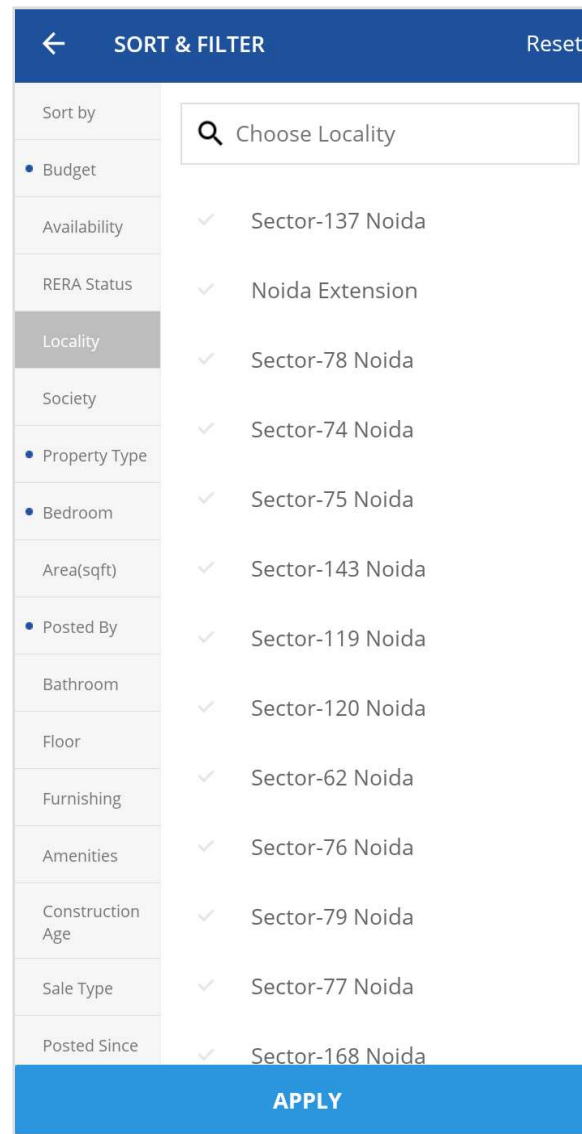 SORT & FILTER
Reset
Sort by
Budget
Availability
RERA Status
Locality
Society
Property Type
Bedroom
Area(sqft)
Posted By
Bathroom
Floor
Furnishing
Amenities
Construction
Age
Sale Type
Posted Since
Choose Locality
Sector-137 Noida
Noida Extension
Sector-78 Noida
Sector-74 Noida
Sector-75 Noida
Sector-143 Noida
Sector-119 Noida
Sector-120 Noida
Sector-62 Noida
Sector-76 Noida
Sector-79 Noida
Sector-77 Noida
Sector-168 Noida
APPLY